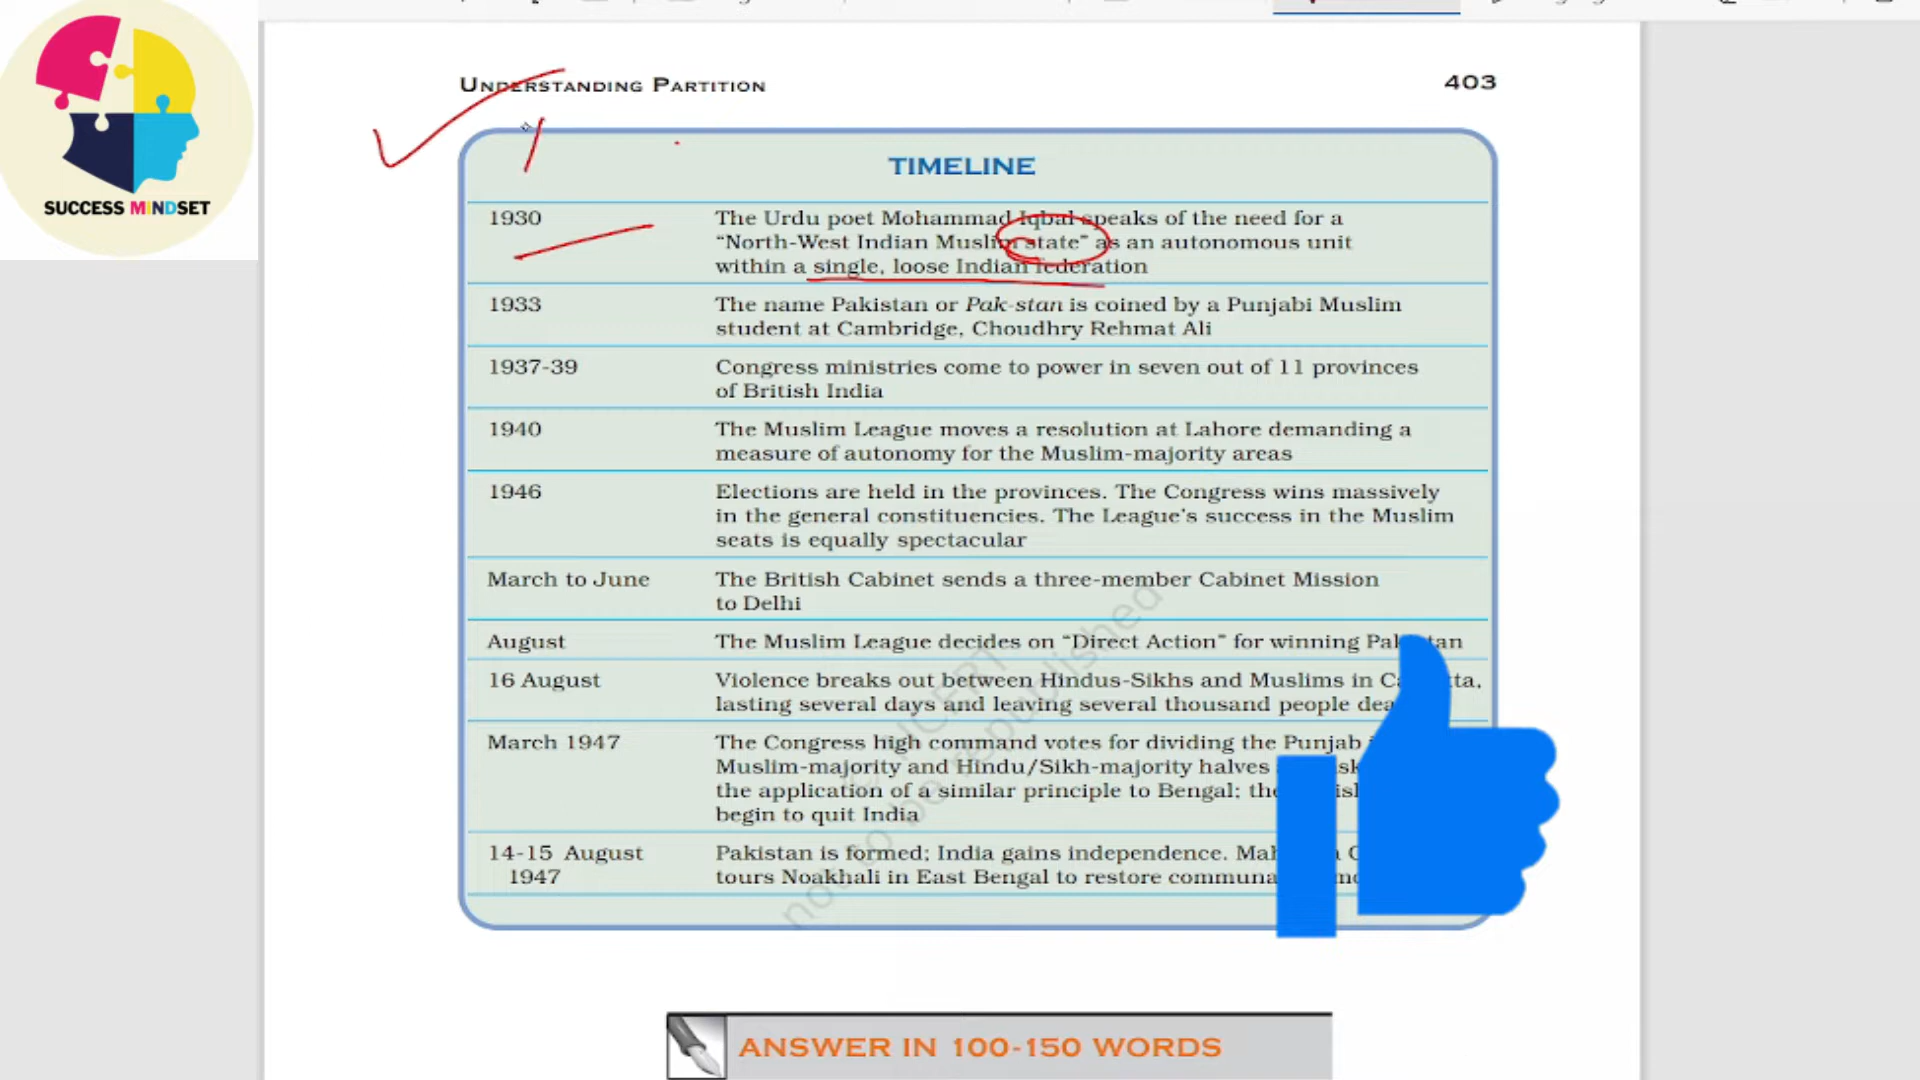 SUCCESS MINDSET
UNDERSTANDING PARTITION
403
TIMELINE
1930
The Urdu poet Mohammad Iqbal speaks of the need for a
“North-West Indian Muslim state” as an autonomous unit
within a single, loose Indian federation
1933
The name Pakistan or Pak-stan is coined by a Punjabi Muslim
student at Cambridge, Choudhry Rehmat Ali
1937-39
Congress ministries come to power in seven out of 11 provinces
of British India
1940
The Muslim League moves a resolution at Lahore demanding a
measure of autonomy for the Muslim-majority areas
1946
Elections are held in the provinces. The Congress wins massively
in the general constituencies. The League’s success in the Muslim
seats is equally spectacular
March to June
The British Cabinet sends a three-member Cabinet Mission
to Delhi
August
The Muslim League decides on “Direct Action” for winning
16 August
Violence breaks out between Hindus-Sikhs and Muslims in
lasting several days and leaving several thousand people
March 1947
The Congress high command votes for dividing the Punjab
Muslim-majority and Hindu/Sikh-majority halves
the application of a similar principle to Bengal;
begin to quit India
14-15 August
1947
Pakistan is formed; India gains independence.
tours Noakhali in East Bengal to restore
NCERT
not to be republished
ANSWER IN 100-150 WORDS